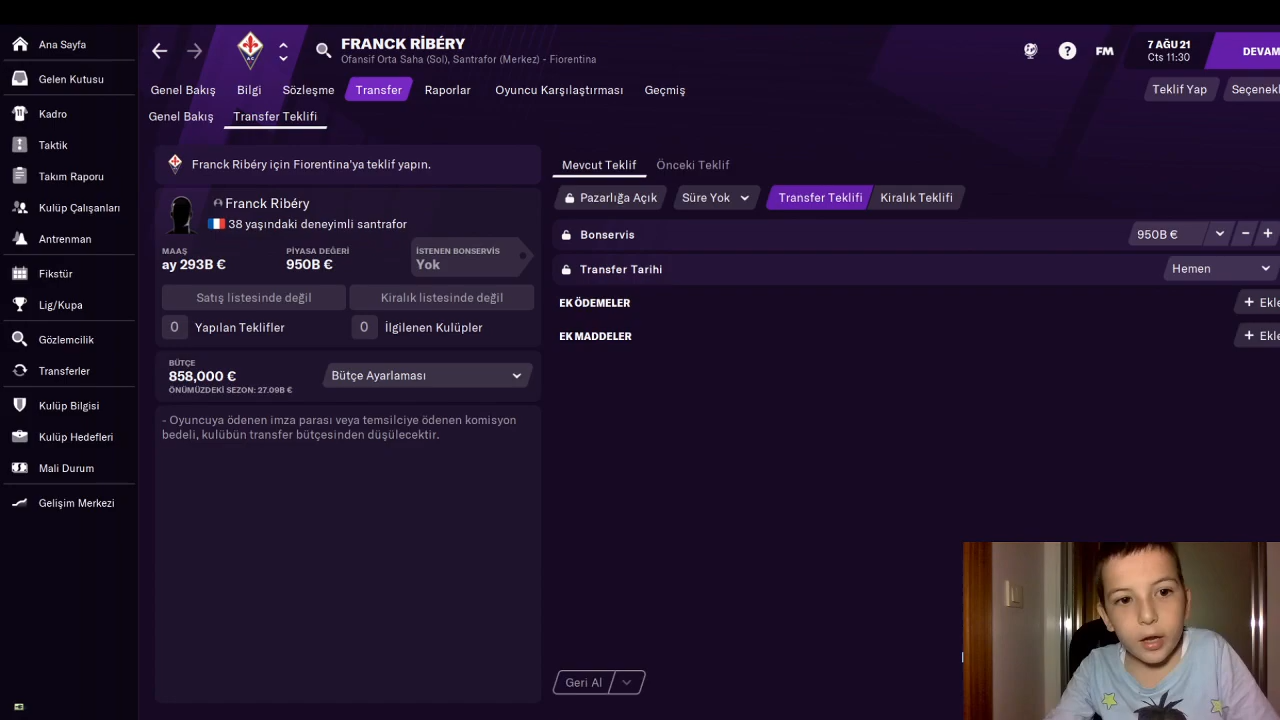 Ana Sayfa
Gelen Kutusu
Kadro
Taktik
Takım Raporu
Kulüp Çalışanları
Antrenman
Fikstür
Lig/Kupa
Gözlemcilik
Transferler
Kulüp Bilgisi
Kulüp Hedefleri
Mali Durum
Gelişim Merkezi
FRANCK RİBÉRY
Ofansif Orta Saha (Sol), Santrafor (Merkez) - Fiorentina
FM
7 AĞU 21
Cts 11:30
DEVAM
Genel Bakış Bilgi Sözleşme Transfer Raporlar Oyuncu Karşılaştırması Geçmiş
Teklif Yap Seçenekl
Genel Bakış Transfer Teklifi
Franck Ribéry için Fiorentina'ya teklif yapın.
Franck Ribéry
38 yaşındaki deneyimli santrafor
MAAŞ PİYASA DEĞERİ İSTENEN BONSERVİS
ay 293B € 950B € Yok
Satış listesinde değil Kiralık listesinde değil
0 Yapılan Teklifler 0 İlgilenen Kulüpler
BÜTÇE
858,000 €
ÖNÜMÜZDEKİ SEZON: 27.09B €
Bütçe Ayarlaması
- Oyuncuya ödenen imza parası veya temsilciye ödenen komisyon
bedeli, kulübün transfer bütçesinden düşülecektir.
Mevcut Teklif Önceki Teklif
Pazarlığa Açık Süre Yok Transfer Teklifi Kiralık Teklifi
Bonservis 950B € - +
Transfer Tarihi Hemen
EK ÖDEMELER + Ekle
EK MADDELER + Ekle
Geri Al